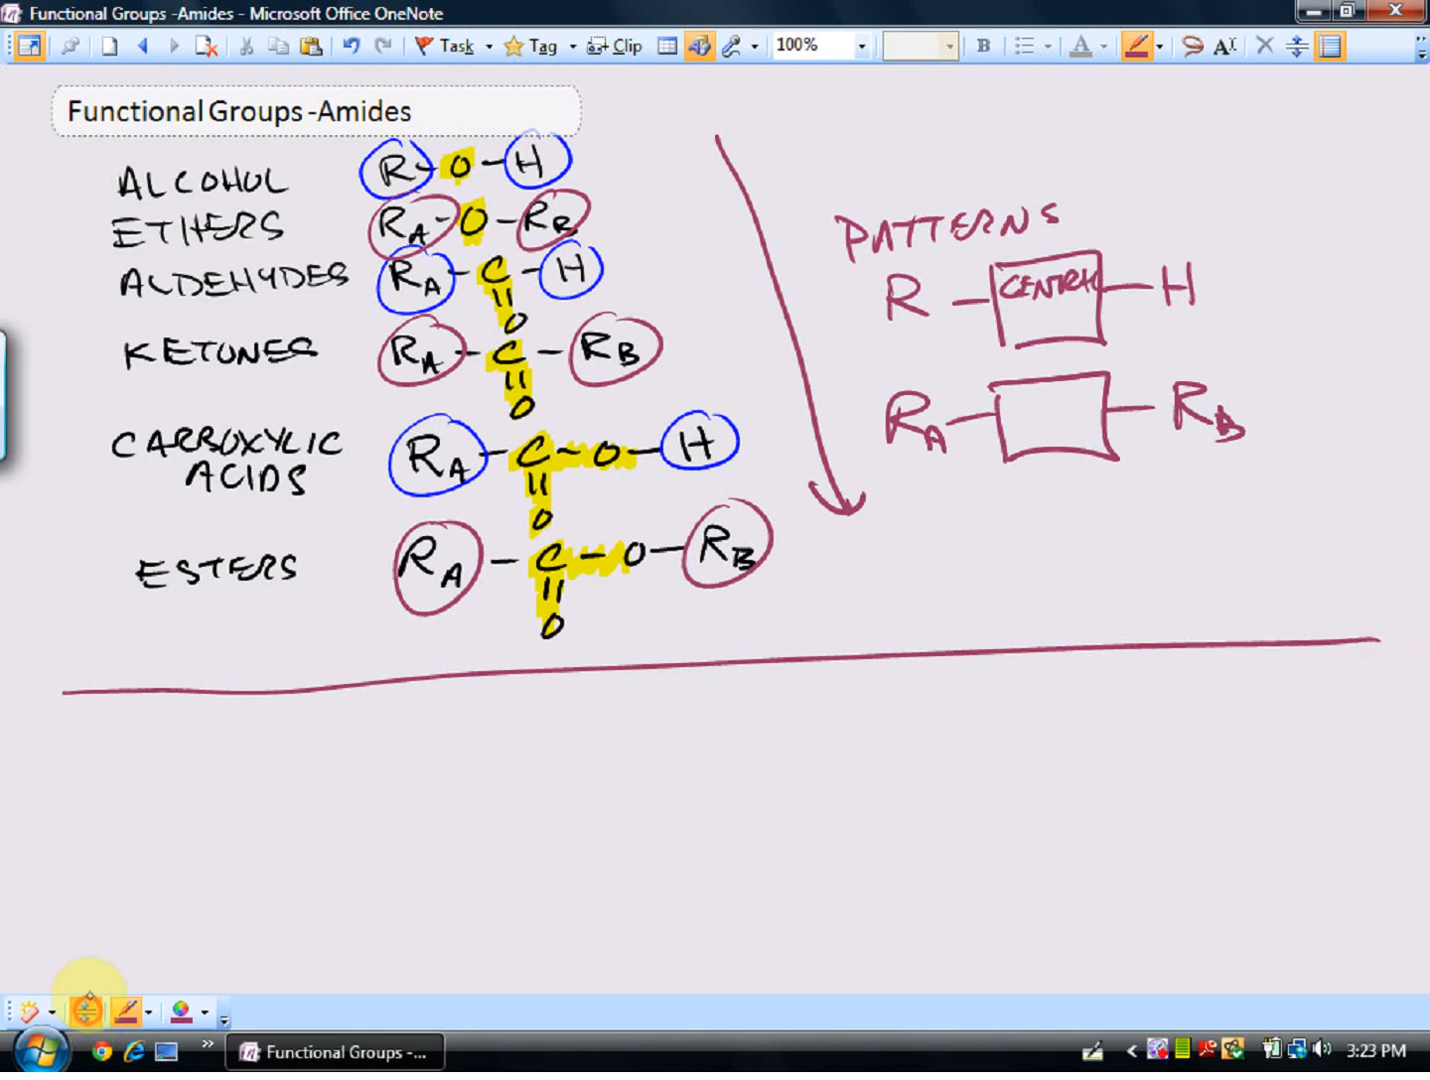 Functional Groups -Amides - Microsoft Office OneNote
Task Tag Clip 100% B A A
Functional Groups -Amides
ALCOHOL R-O-H
ETHERS RA-O-RB
ALDEHYDES RA-C-H
O
KETONES RA-C-RB
O
CARBOXYLIC ACIDS RA-C-O-H
O
ESTERS RA-C-O-RB
O
PATTERNS
R - CENTRAL - H
RA - RB
Functional Groups -...
3:23 PM